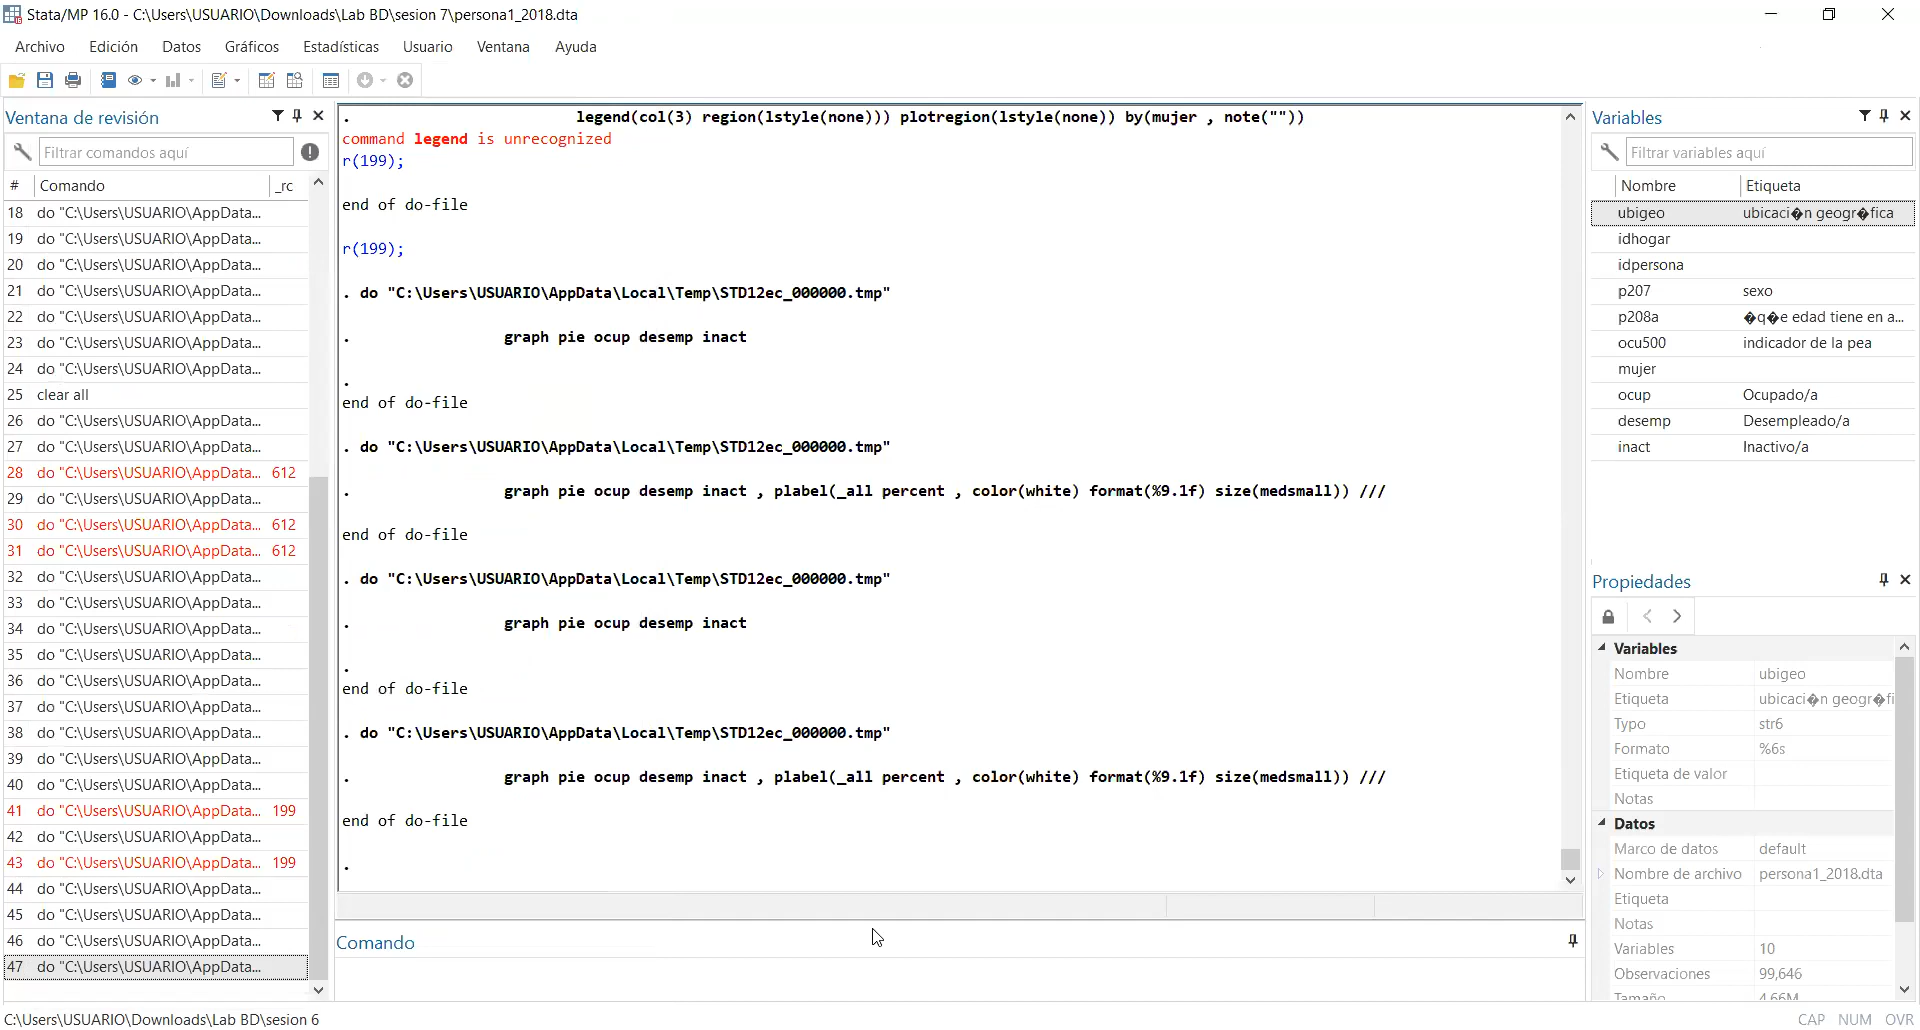 Stata/MP 16.0 - C:\Users\USUARIO\Downloads\Lab BD\sesion 7\persona1_2018.dta
Archivo Edición Datos Gráficos Estadísticas Usuario Ventana Ayuda
Ventana de revisión
Filtrar comandos aquí
# Comando _rc
18 do "C:\Users\USUARIO\AppData...
19 do "C:\Users\USUARIO\AppData...
20 do "C:\Users\USUARIO\AppData...
21 do "C:\Users\USUARIO\AppData...
22 do "C:\Users\USUARIO\AppData...
23 do "C:\Users\USUARIO\AppData...
24 do "C:\Users\USUARIO\AppData...
25 clear all
26 do "C:\Users\USUARIO\AppData...
27 do "C:\Users\USUARIO\AppData...
28 do "C:\Users\USUARIO\AppData... 612
29 do "C:\Users\USUARIO\AppData...
30 do "C:\Users\USUARIO\AppData... 612
31 do "C:\Users\USUARIO\AppData... 612
32 do "C:\Users\USUARIO\AppData...
33 do "C:\Users\USUARIO\AppData...
34 do "C:\Users\USUARIO\AppData...
35 do "C:\Users\USUARIO\AppData...
36 do "C:\Users\USUARIO\AppData...
37 do "C:\Users\USUARIO\AppData...
38 do "C:\Users\USUARIO\AppData...
39 do "C:\Users\USUARIO\AppData...
40 do "C:\Users\USUARIO\AppData...
41 do "C:\Users\USUARIO\AppData... 199
42 do "C:\Users\USUARIO\AppData...
43 do "C:\Users\USUARIO\AppData... 199
44 do "C:\Users\USUARIO\AppData...
45 do "C:\Users\USUARIO\AppData...
46 do "C:\Users\USUARIO\AppData...
47 do "C:\Users\USUARIO\AppData...
. legend(col(3) region(lstyle(none))) plotregion(lstyle(none)) by(mujer , note(""))
command legend is unrecognized
r(199);
end of do-file
r(199);
. do "C:\Users\USUARIO\AppData\Local\Temp\STD12ec_000000.tmp"
. graph pie ocup desemp inact
.
end of do-file
. do "C:\Users\USUARIO\AppData\Local\Temp\STD12ec_000000.tmp"
. graph pie ocup desemp inact , plabel(_all percent , color(white) format(%9.1f) size(medsmall)) ///
end of do-file
. do "C:\Users\USUARIO\AppData\Local\Temp\STD12ec_000000.tmp"
. graph pie ocup desemp inact
.
end of do-file
. do "C:\Users\USUARIO\AppData\Local\Temp\STD12ec_000000.tmp"
. graph pie ocup desemp inact , plabel(_all percent , color(white) format(%9.1f) size(medsmall)) ///
end of do-file
.
Comando
Variables
Filtrar variables aquí
Nombre Etiqueta
ubigeo ubicaci�n geogr�fica
idhogar
idpersona
p207 sexo
p208a �q�e edad tiene en a...
ocu500 indicador de la pea
mujer
ocup Ocupado/a
desemp Desempleado/a
inact Inactivo/a
Propiedades
Variables
Nombre ubigeo
Etiqueta ubicaci�n geogr�fi
Typo str6
Formato %6s
Etiqueta de valor
Notas
Datos
Marco de datos default
Nombre de archivo persona1_2018.dta
Etiqueta
Notas
Variables 10
Observaciones 99,646
Tamaño 4.66M
C:\Users\USUARIO\Downloads\Lab BD\sesion 6
CAP NUM OVR